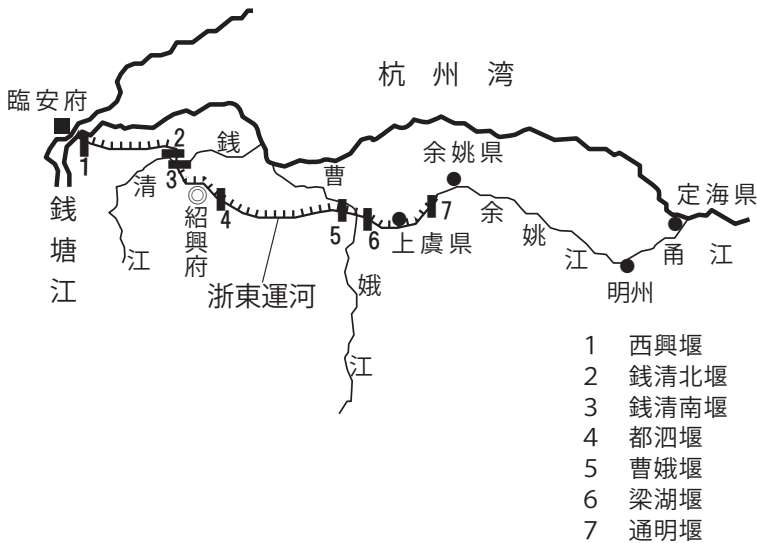 杭州湾
臨安府
銭塘江
銭清江
紹興府
浙東運河
曹娥江
上虞県
余姚県
余姚江
明州
定海県
甬江
1
2
3
4
5
6
7
1 西興堰
2 銭清北堰
3 銭清南堰
4 都泗堰
5 曹娥堰
6 梁湖堰
7 通明堰